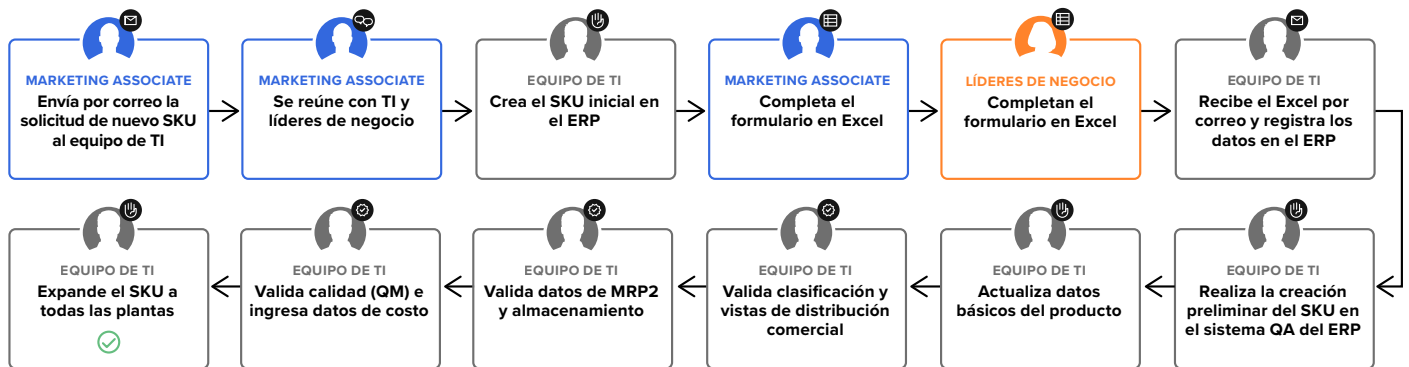 MARKETING ASSOCIATE
Envía por correo la
solicitud de nuevo SKU
al equipo de TI
MARKETING ASSOCIATE
Se reúne con TI y
líderes de negocio
EQUIPO DE TI
Crea el SKU inicial en
el ERP
MARKETING ASSOCIATE
Completa el
formulario en Excel
LÍDERES DE NEGOCIO
Completan el
formulario en Excel
EQUIPO DE TI
Recibe el Excel por
correo y registra los
datos en el ERP
EQUIPO DE TI
Realiza la creación
preliminar del SKU en
el sistema QA del ERP
EQUIPO DE TI
Actualiza datos
básicos del producto
EQUIPO DE TI
Valida clasificación y
vistas de distribución
comercial
EQUIPO DE TI
Valida datos de MRP2
y almacenamiento
EQUIPO DE TI
Valida calidad (QM) e
ingresa datos de costo
EQUIPO DE TI
Expande el SKU a
todas las plantas